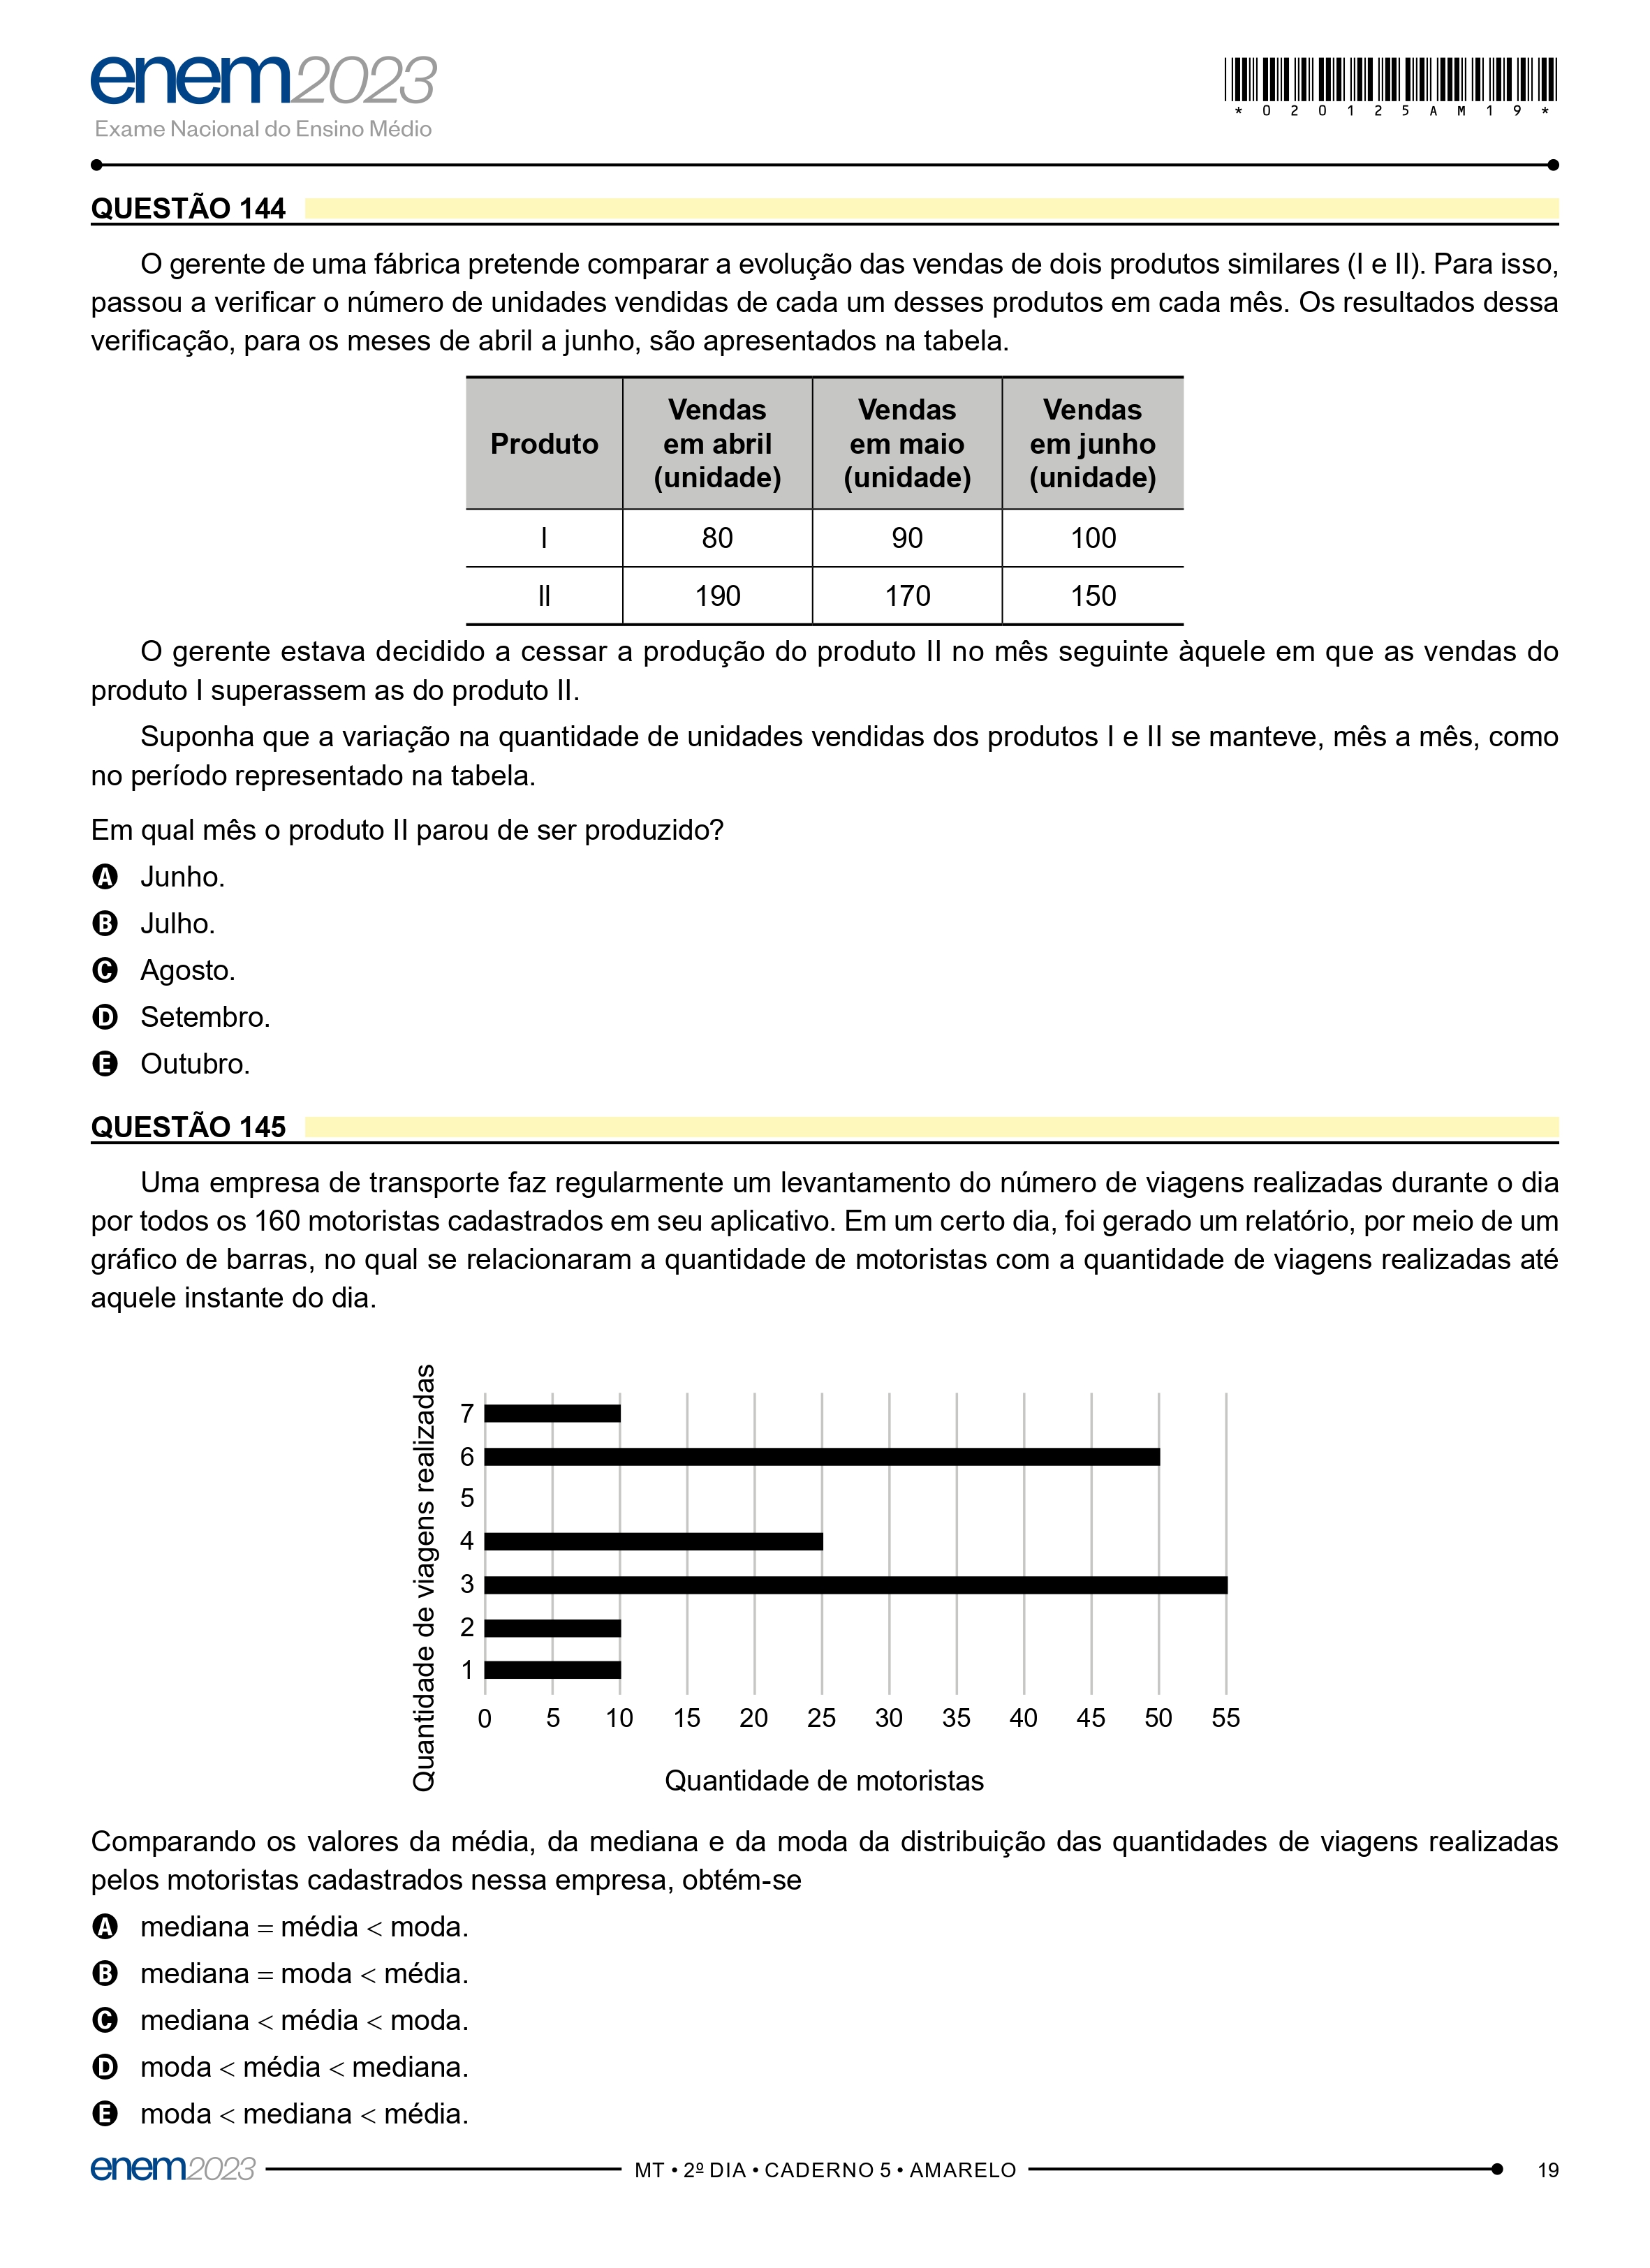 enem2023
Exame Nacional do Ensino Médio
*020125AM19*
QUESTÃO 144
O gerente de uma fábrica pretende comparar a evolução das vendas de dois produtos similares (I e II). Para isso,
passou a verificar o número de unidades vendidas de cada um desses produtos em cada mês. Os resultados dessa
verificação, para os meses de abril a junho, são apresentados na tabela.
Produto
Vendas
em abril
(unidade)
Vendas
em maio
(unidade)
Vendas
em junho
(unidade)
I 80 90 100
II 190 170 150
O gerente estava decidido a cessar a produção do produto II no mês seguinte àquele em que as vendas do
produto I superassem as do produto II.
Suponha que a variação na quantidade de unidades vendidas dos produtos I e II se manteve, mês a mês, como
no período representado na tabela.
Em qual mês o produto II parou de ser produzido?
A Junho.
B Julho.
C Agosto.
D Setembro.
E Outubro.
QUESTÃO 145
Uma empresa de transporte faz regularmente um levantamento do número de viagens realizadas durante o dia
por todos os 160 motoristas cadastrados em seu aplicativo. Em um certo dia, foi gerado um relatório, por meio de um
gráfico de barras, no qual se relacionaram a quantidade de motoristas com a quantidade de viagens realizadas até
aquele instante do dia.
Quantidade de viagens realizadas
7
6
5
4
3
2
1
0 5 10 15 20 25 30 35 40 45 50 55
Quantidade de motoristas
Comparando os valores da média, da mediana e da moda da distribuição das quantidades de viagens realizadas
pelos motoristas cadastrados nessa empresa, obtém-se
A mediana = média < moda.
B mediana = moda < média.
C mediana < média < moda.
D moda < média < mediana.
E moda < mediana < média.
enem2023 MT • 2º DIA • CADERNO 5 • AMARELO 19